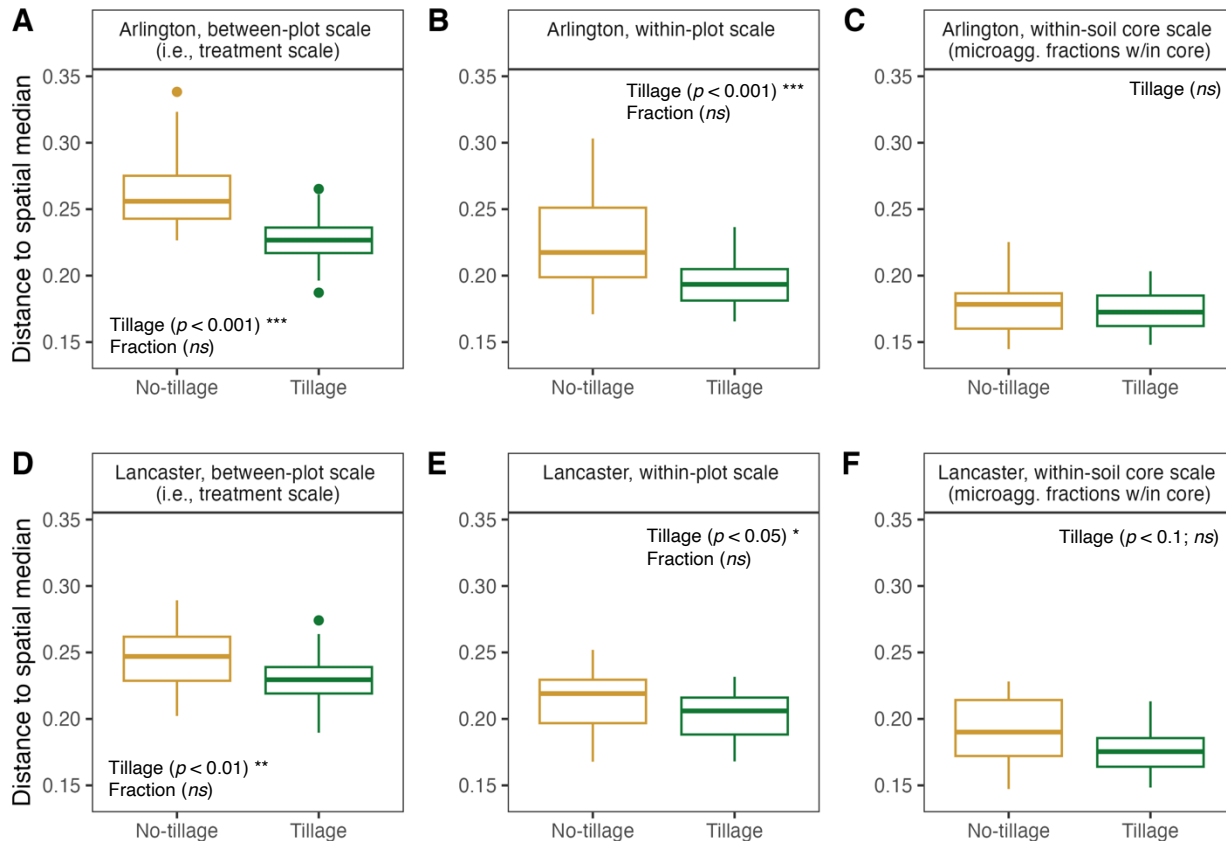 A
Arlington, between-plot scale
(i.e., treatment scale)
Distance to spatial median
0.35
0.30
0.25
0.20
0.15
Tillage (p < 0.001) ***
Fraction (ns)
No-tillage
Tillage
B
Arlington, within-plot scale
0.35
0.30
0.25
0.20
0.15
Tillage (p < 0.001) ***
Fraction (ns)
No-tillage
Tillage
C
Arlington, within-soil core scale
(microagg. fractions w/in core)
0.35
0.30
0.25
0.20
0.15
Tillage (ns)
No-tillage
Tillage
D
Lancaster, between-plot scale
(i.e., treatment scale)
Distance to spatial median
0.35
0.30
0.25
0.20
0.15
Tillage (p < 0.01) **
Fraction (ns)
No-tillage
Tillage
E
Lancaster, within-plot scale
0.35
0.30
0.25
0.20
0.15
Tillage (p < 0.05) *
Fraction (ns)
No-tillage
Tillage
F
Lancaster, within-soil core scale
(microagg. fractions w/in core)
0.35
0.30
0.25
0.20
0.15
Tillage (p < 0.1; ns)
No-tillage
Tillage